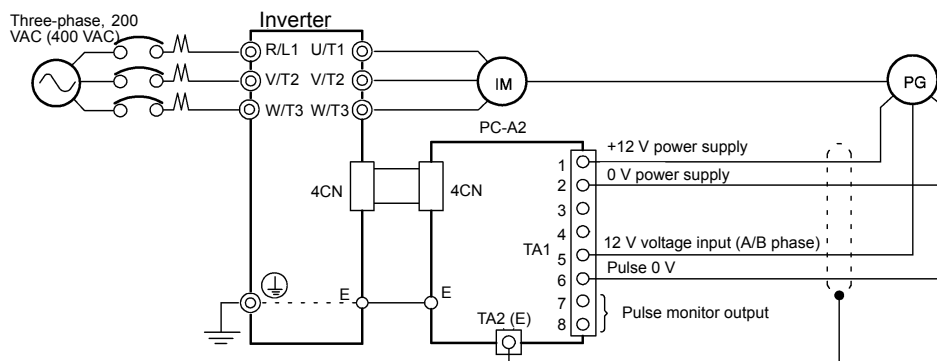 Three-phase, 200
VAC (400 VAC)
Inverter
R/L1 U/T1
V/T2 V/T2
W/T3 W/T3
IM
PG
PC-A2
4CN 4CN
+12 V power supply
0 V power supply
12 V voltage input (A/B phase)
Pulse 0 V
Pulse monitor output
1
2
3
4
TA1
5
6
7
8
E E
TA2 (E)